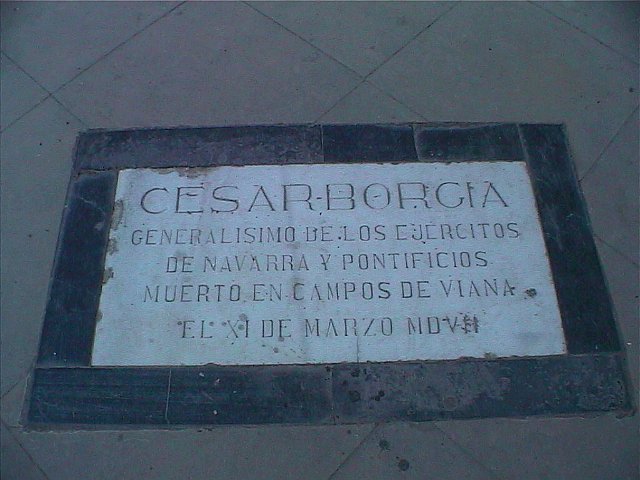 CESAR BORGIA
GENERALISIMO DE LOS EJERCITOS
DE NAVARRA Y PONTIFICIOS
MUERTO EN CAMPOS DE VIANA
EL XI DE MARZO MDVII